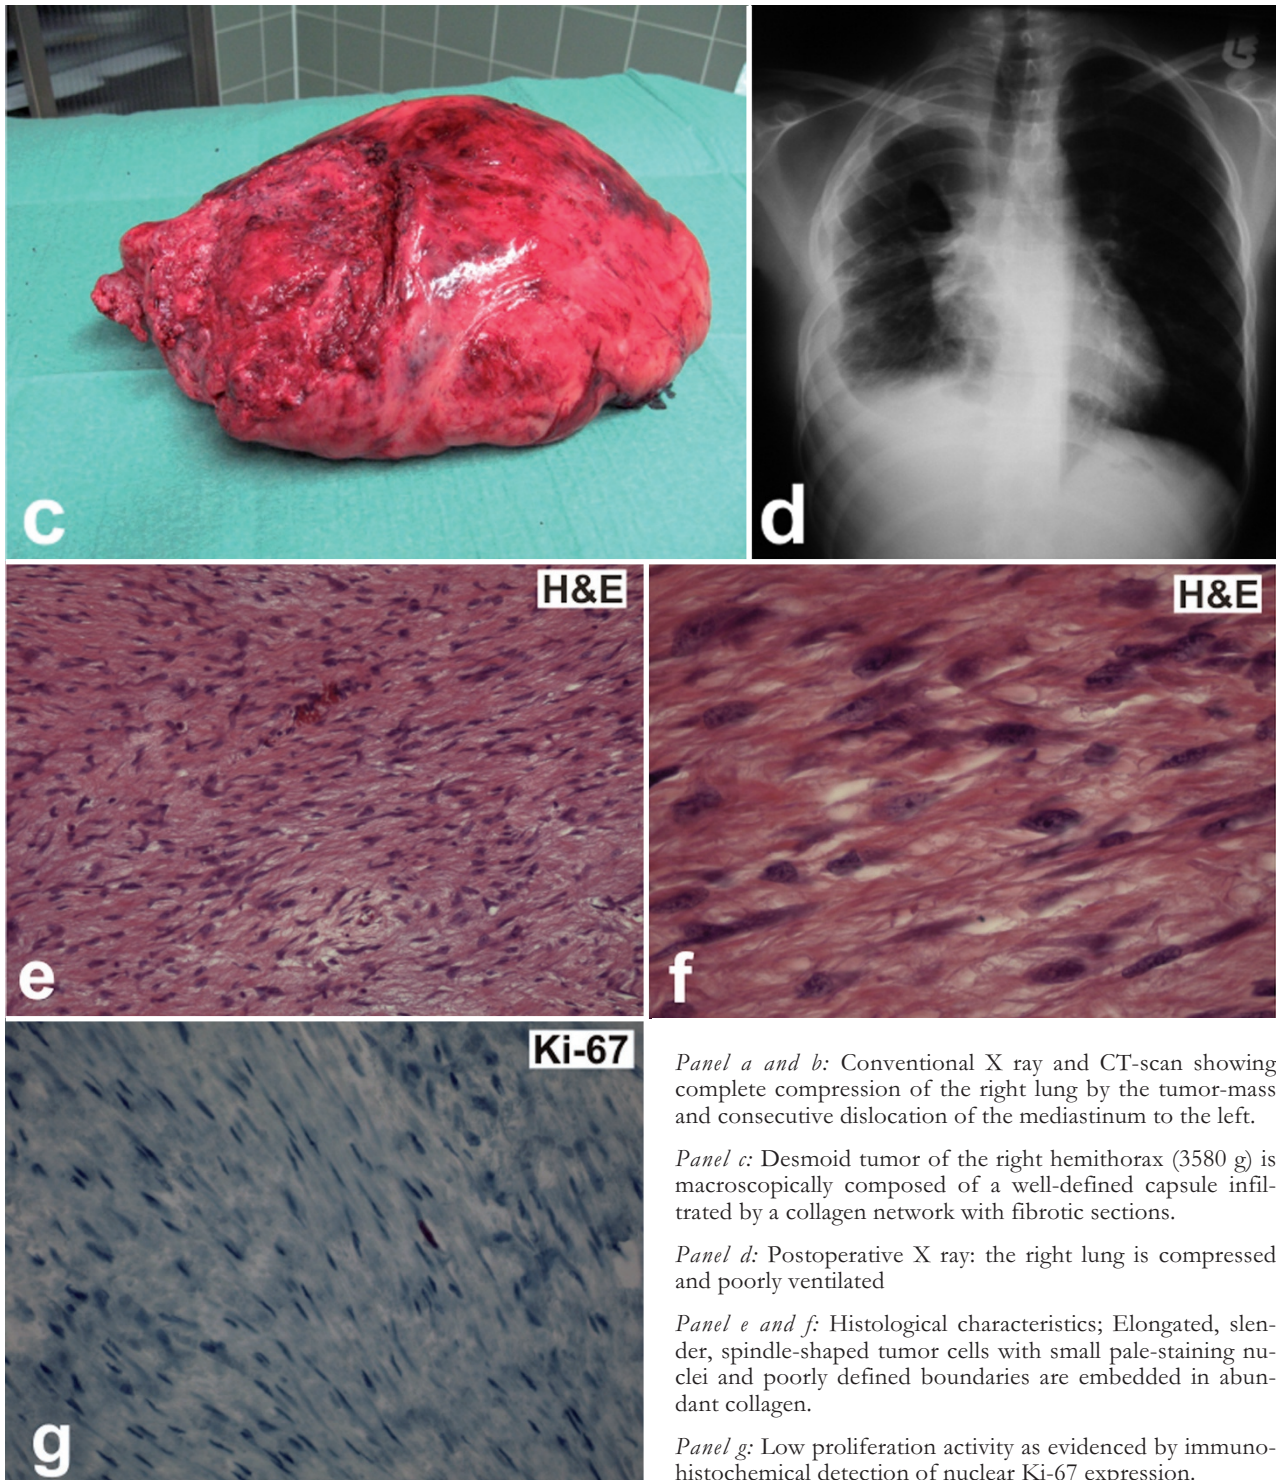 c
d
H&E
H&E
e
f
Ki-67
g
Panel a and b: Conventional X ray and CT-scan showing
complete compression of the right lung by the tumor-mass
and consecutive dislocation of the mediastinum to the left.
Panel c: Desmoid tumor of the right hemithorax (3580 g) is
macroscopically composed of a well-defined capsule infil-
trated by a collagen network with fibrotic sections.
Panel d: Postoperative X ray: the right lung is compressed
and poorly ventilated
Panel e and f: Histological characteristics; Elongated, slen-
der, spindle-shaped tumor cells with small pale-staining nu-
clei and poorly defined boundaries are embedded in abun-
dant collagen.
Panel g: Low proliferation activity as evidenced by immuno-
histochemical detection of nuclear Ki-67 expression.